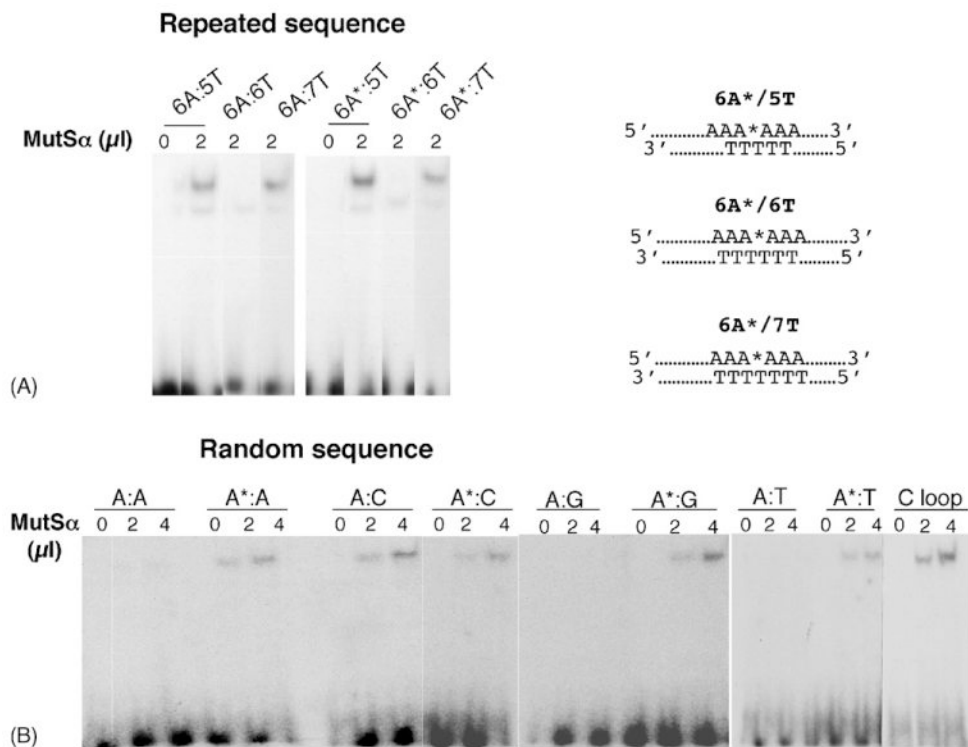 Repeated sequence
6A:5T 6A:6T 6A:7T 6A*:5T 6A*:6T 6A*:7T
MutSα (µl) 0 2 2 2 0 2 2 2
(A)
6A*/5T
5′............AAA*AAA......3′
3′............TTTTT........5′
6A*/6T
5′............AAA*AAA.........3′
3′............TTTTTT.........5′
6A*/7T
5′............AAA*AAA.........3′
3′............TTTTTTT......5′
Random sequence
A:A A*:A A:C A*:C A:G A*:G A:T A*:T C loop
MutSα 0 2 4 0 2 4 0 2 4 0 2 4 0 2 4 0 2 4 0 2 4 0 2 4 0 2 4
(µl)
(B)